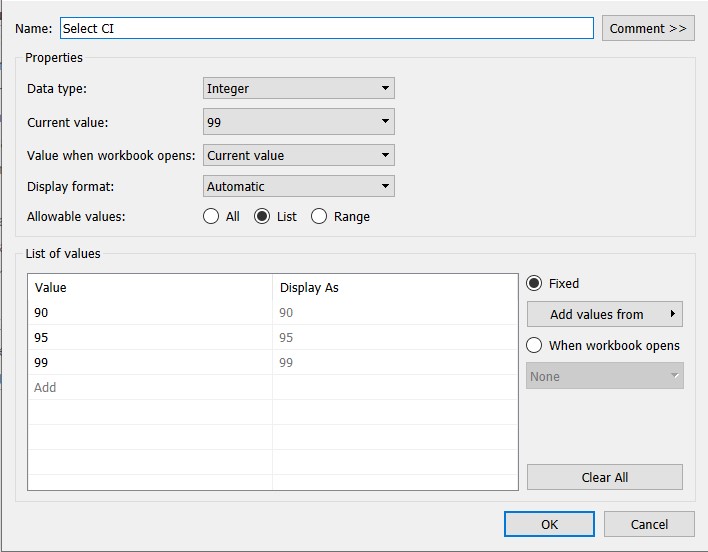 Name: Select CI Comment >>
Properties
Data type: Integer
Current value: 99
Value when workbook opens: Current value
Display format: Automatic
Allowable values: All List Range
List of values
Value Display As
90 90
95 95
99 99
Add
Fixed
Add values from
When workbook opens
None
Clear All
OK Cancel